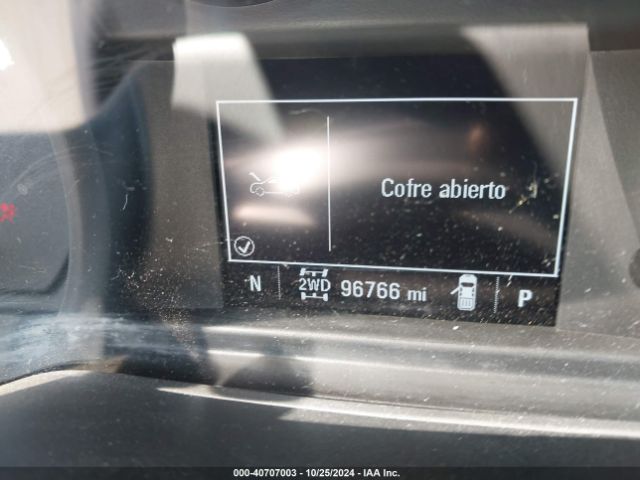 Cofre abierto
N 2WD 96766 mi P
000-40707003 - 10/25/2024 - IAA Inc.